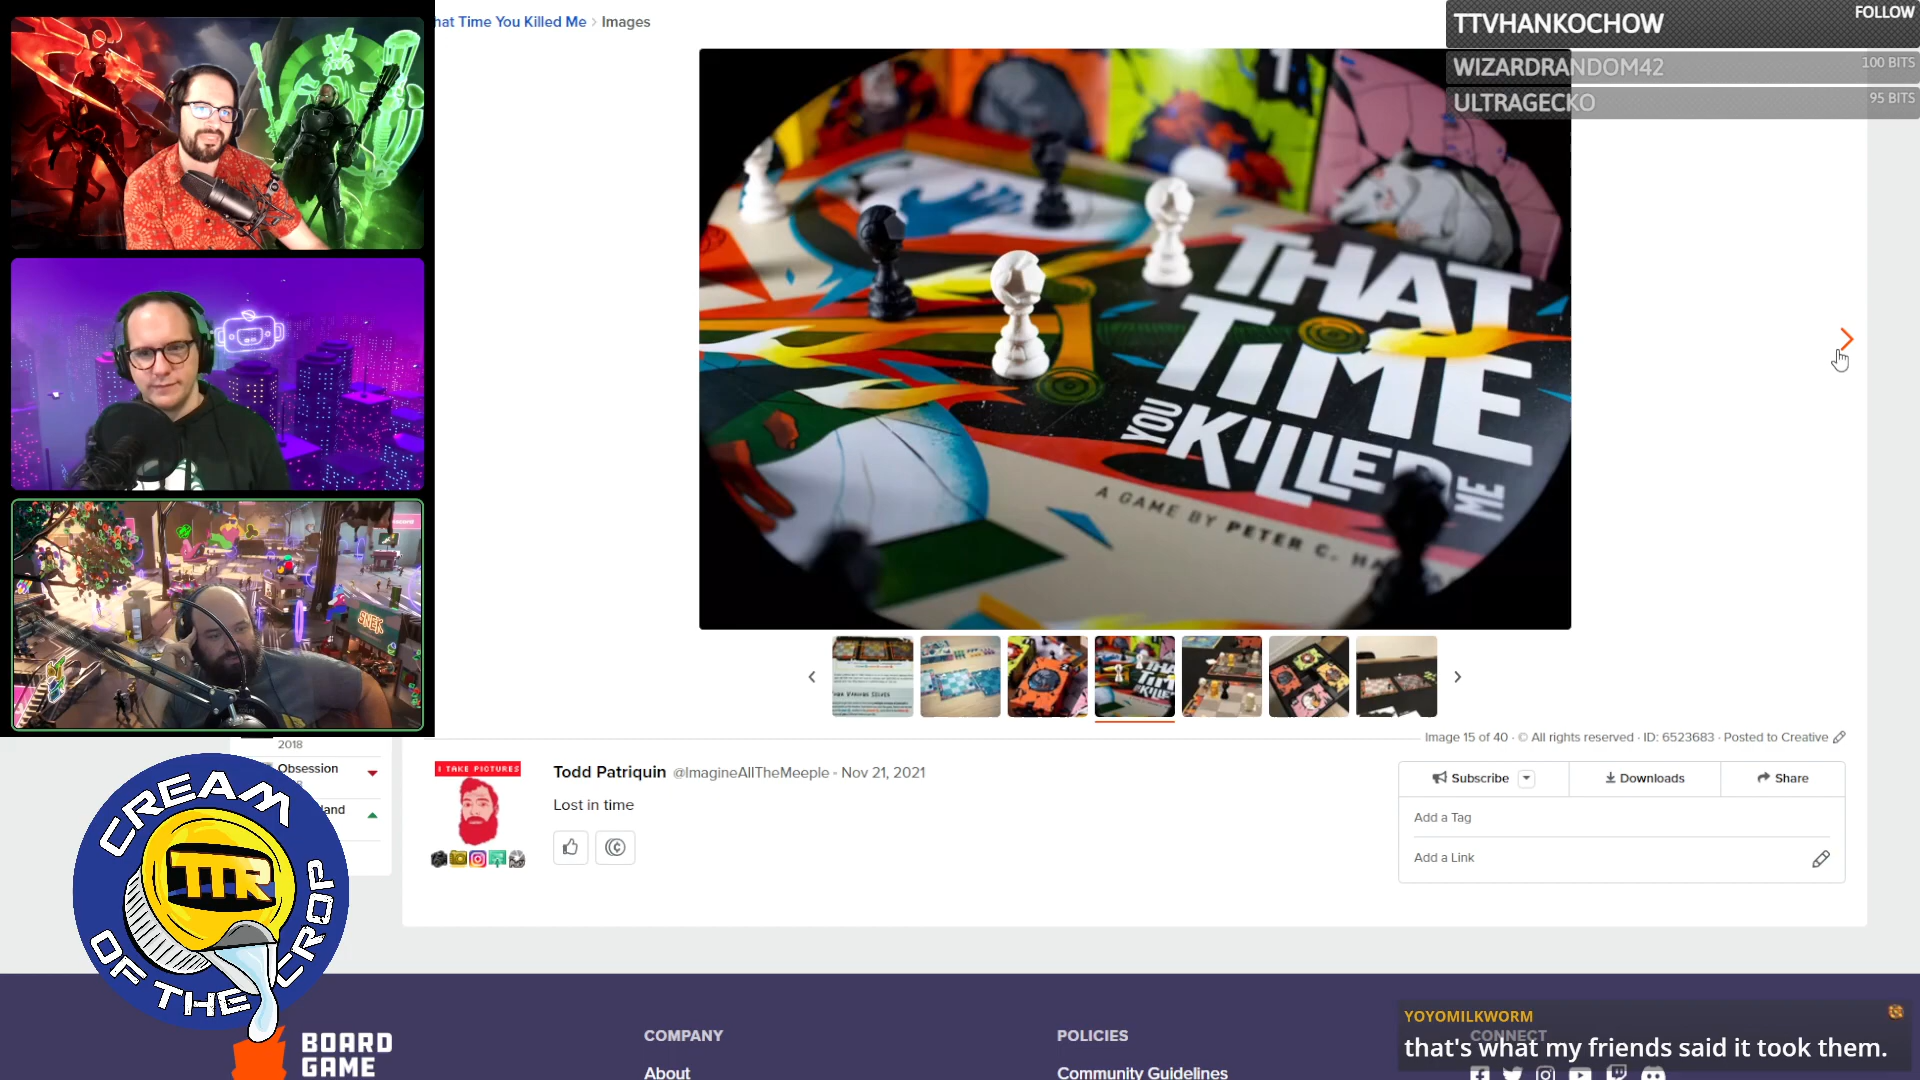 hat Time You Killed Me > Images
TTVHANKOCHOW FOLLOW
WIZARDRANDOM42 100 BITS
ULTRAGECKO 95 BITS
THAT
TIME
YOU KILLED ME
A GAME BY PETER C. HA
SNEK
2018
Obsession
land
Image 15 of 40 · © All rights reserved · ID: 6523683 · Posted to Creative
I TAKE PICTURES
Todd Patriquin @ImagineAllTheMeeple - Nov 21, 2021
Lost in time
Subscribe
Downloads
Share
Add a Tag
Add a Link
CREAM
TTR
OF THE CROP
BOARD
GAME
COMPANY
About
POLICIES
Community Guidelines
CONNECT
YOYOMILKWORM
that's what my friends said it took them.